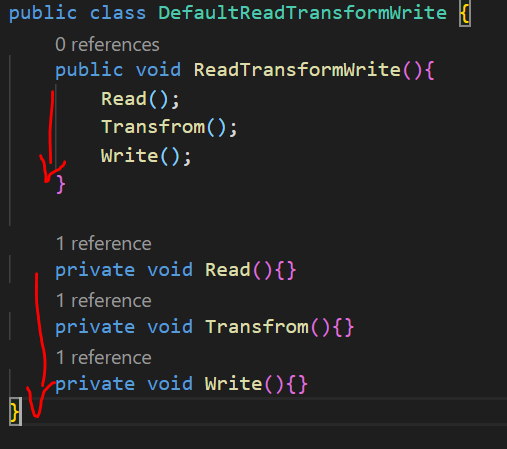 public class DefaultReadTransformWrite {
0 references
public void ReadTransformWrite(){
Read();
Transfrom();
Write();
}
1 reference
private void Read(){}
1 reference
private void Transfrom(){}
1 reference
private void Write(){}
}